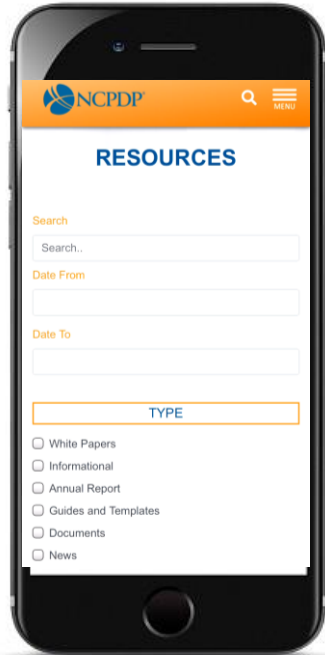 NCPDP®
MENU
RESOURCES
Search
Search..
Date From
Date To
TYPE
White Papers
Informational
Annual Report
Guides and Templates
Documents
News